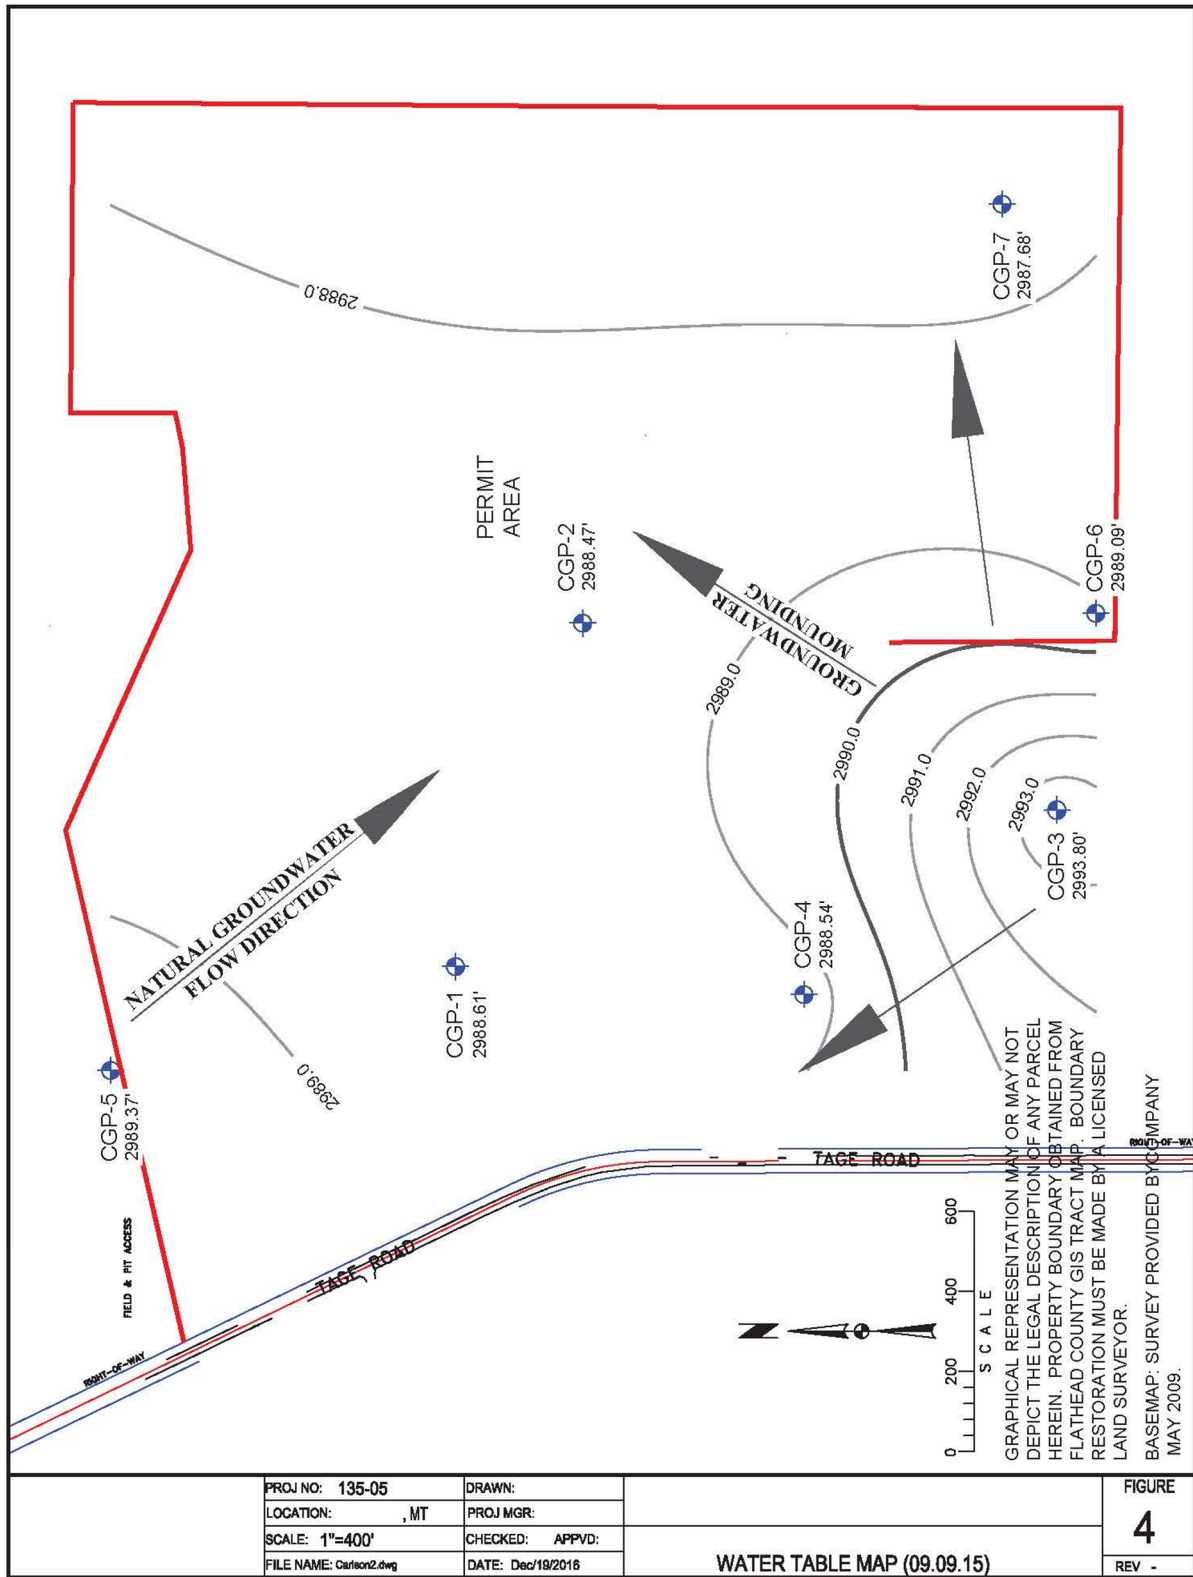 2988.0
CGP-7
2987.68'
PERMIT
AREA
CGP-2
2988.47'
CGP-6
2989.09'
GROUNDWATER
MOUNDING
2989.0
2990.0
2991.0
2992.0
2993.0
CGP-3
2993.80'
CGP-4
2988.54'
NATURAL GROUNDWATER
FLOW DIRECTION
CGP-1
2988.61'
2989.0
CGP-5
2989.37'
FIELD & PIT ACCESS
RIGHT-OF-WAY
TAGE ROAD
TAGE ROAD
RIGHT-OF-WAY
N
0 200 400 600
SCALE
GRAPHICAL REPRESENTATION MAY OR MAY NOT
DEPICT THE LEGAL DESCRIPTION OF ANY PARCEL
HEREIN. PROPERTY BOUNDARY OBTAINED FROM
FLATHEAD COUNTY GIS TRACT MAP. BOUNDARY
RESTORATION MUST BE MADE BY A LICENSED
LAND SURVEYOR.
BASEMAP: SURVEY PROVIDED BY COMPANY
MAY 2009.
PROJ NO: 135-05
LOCATION: , MT
SCALE: 1"=400'
FILE NAME: Carlson2.dwg
DRAWN:
PROJ MGR:
CHECKED: APPVD:
DATE: Dec/19/2016
WATER TABLE MAP (09.09.15)
FIGURE
4
REV -